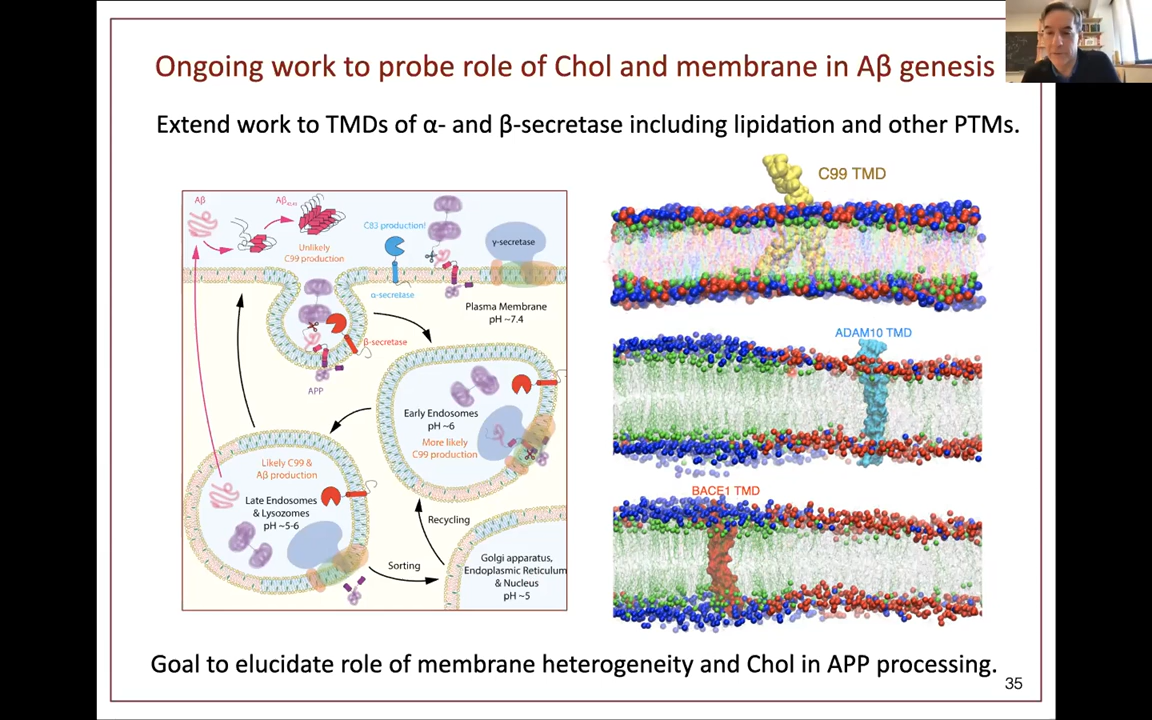 Ongoing work to probe role of Chol and membrane in Aβ genesis
Extend work to TMDs of α- and β-secretase including lipidation and other PTMs.
Aβ
Unlikely
C99 production
C83 production!
α-secretase
γ-secretase
Plasma Membrane
pH ~7.4
β-secretase
APP
Early Endosomes
pH ~6
More likely
C99 production
Likely C99 &
Aβ production
Late Endosomes
& Lysozomes
pH ~5-6
Recycling
Sorting
Golgi apparatus,
Endoplasmic Reticulum
& Nucleus
pH ~5
C99 TMD
ADAM10 TMD
BACE1 TMD
Goal to elucidate role of membrane heterogeneity and Chol in APP processing.
35